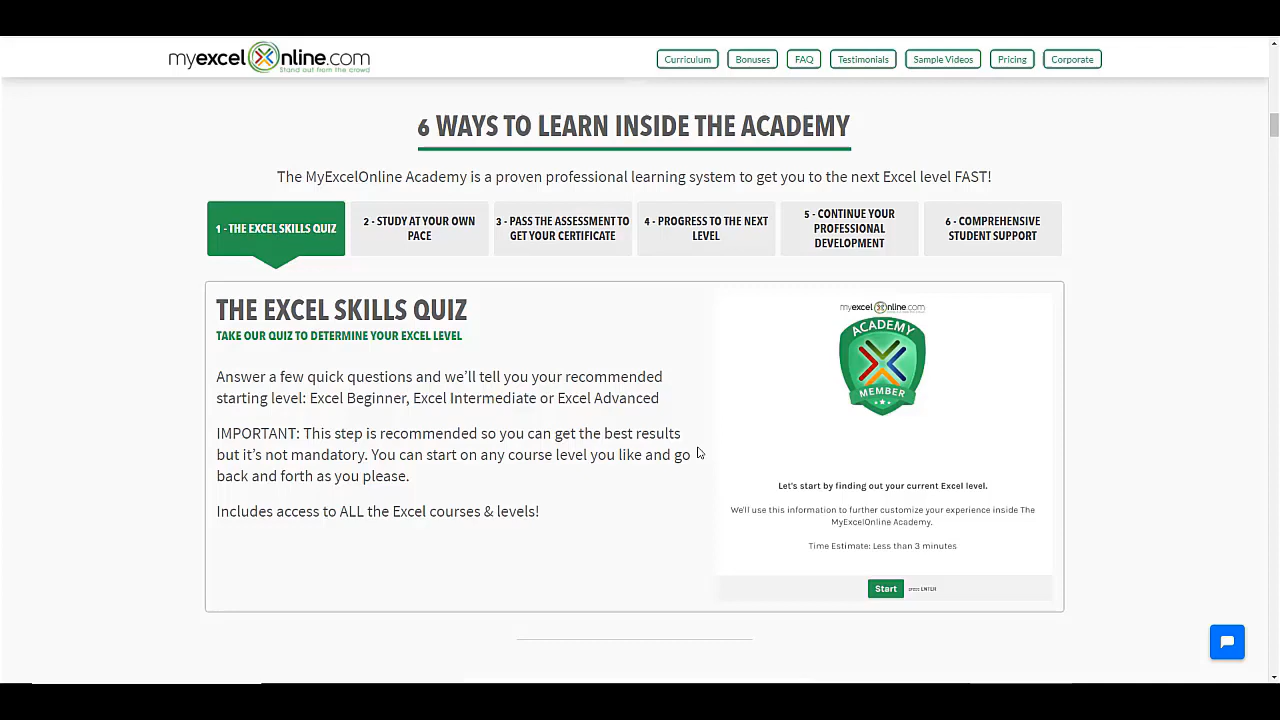 myexcelonline.com
Stand out from the crowd
Curriculum
Bonuses
FAQ
Testimonials
Sample Videos
Pricing
Corporate
6 WAYS TO LEARN INSIDE THE ACADEMY
The MyExcelOnline Academy is a proven professional learning system to get you to the next Excel level FAST!
1 - THE EXCEL SKILLS QUIZ
2 - STUDY AT YOUR OWN
PACE
3 - PASS THE ASSESSMENT TO
GET YOUR CERTIFICATE
4 - PROGRESS TO THE NEXT
LEVEL
5 - CONTINUE YOUR
PROFESSIONAL
DEVELOPMENT
6 - COMPREHENSIVE
STUDENT SUPPORT
THE EXCEL SKILLS QUIZ
TAKE OUR QUIZ TO DETERMINE YOUR EXCEL LEVEL
Answer a few quick questions and we'll tell you your recommended
starting level: Excel Beginner, Excel Intermediate or Excel Advanced
IMPORTANT: This step is recommended so you can get the best results
but it's not mandatory. You can start on any course level you like and go
back and forth as you please.
Includes access to ALL the Excel courses & levels!
myexcelonline.com
ACADEMY
MEMBER
Let's start by finding out your current Excel level.
We'll use this information to further customize your experience inside The
MyExcelOnline Academy.
Time Estimate: Less than 3 minutes
Start
press ENTER